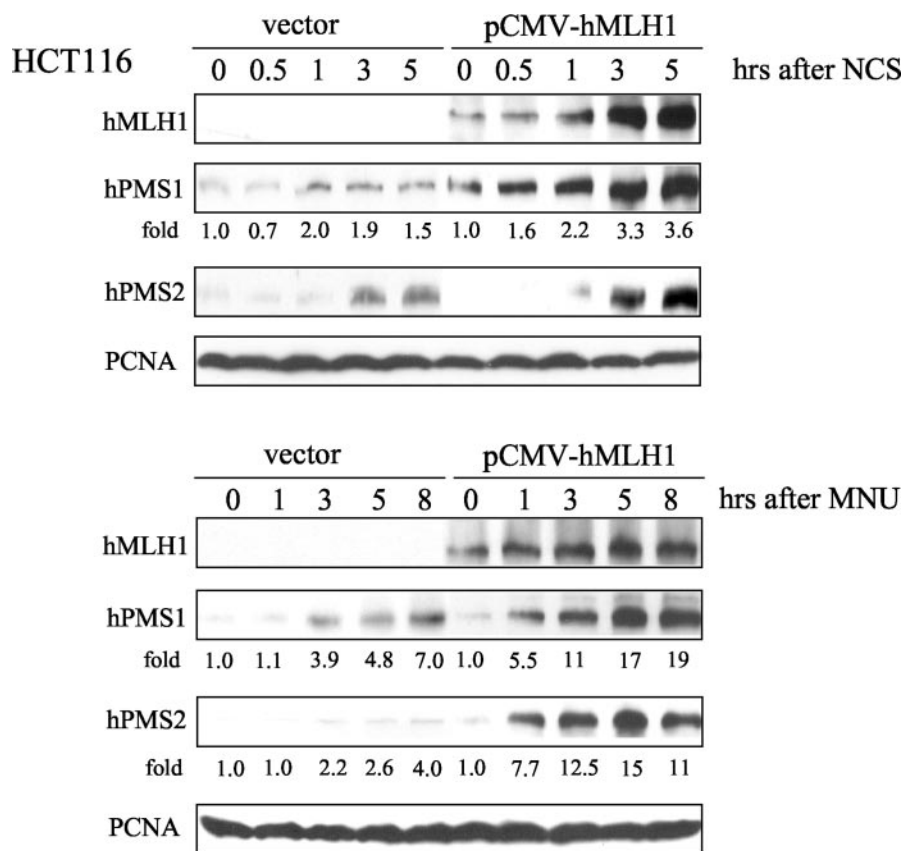 vector pCMV-hMLH1
HCT116 0 0.5 1 3 5 0 0.5 1 3 5 hrs after NCS
hMLH1
hPMS1
fold 1.0 0.7 2.0 1.9 1.5 1.0 1.6 2.2 3.3 3.6
hPMS2
PCNA
vector pCMV-hMLH1
0 1 3 5 8 0 1 3 5 8 hrs after MNU
hMLH1
hPMS1
fold 1.0 1.1 3.9 4.8 7.0 1.0 5.5 11 17 19
hPMS2
fold 1.0 1.0 2.2 2.6 4.0 1.0 7.7 12.5 15 11
PCNA